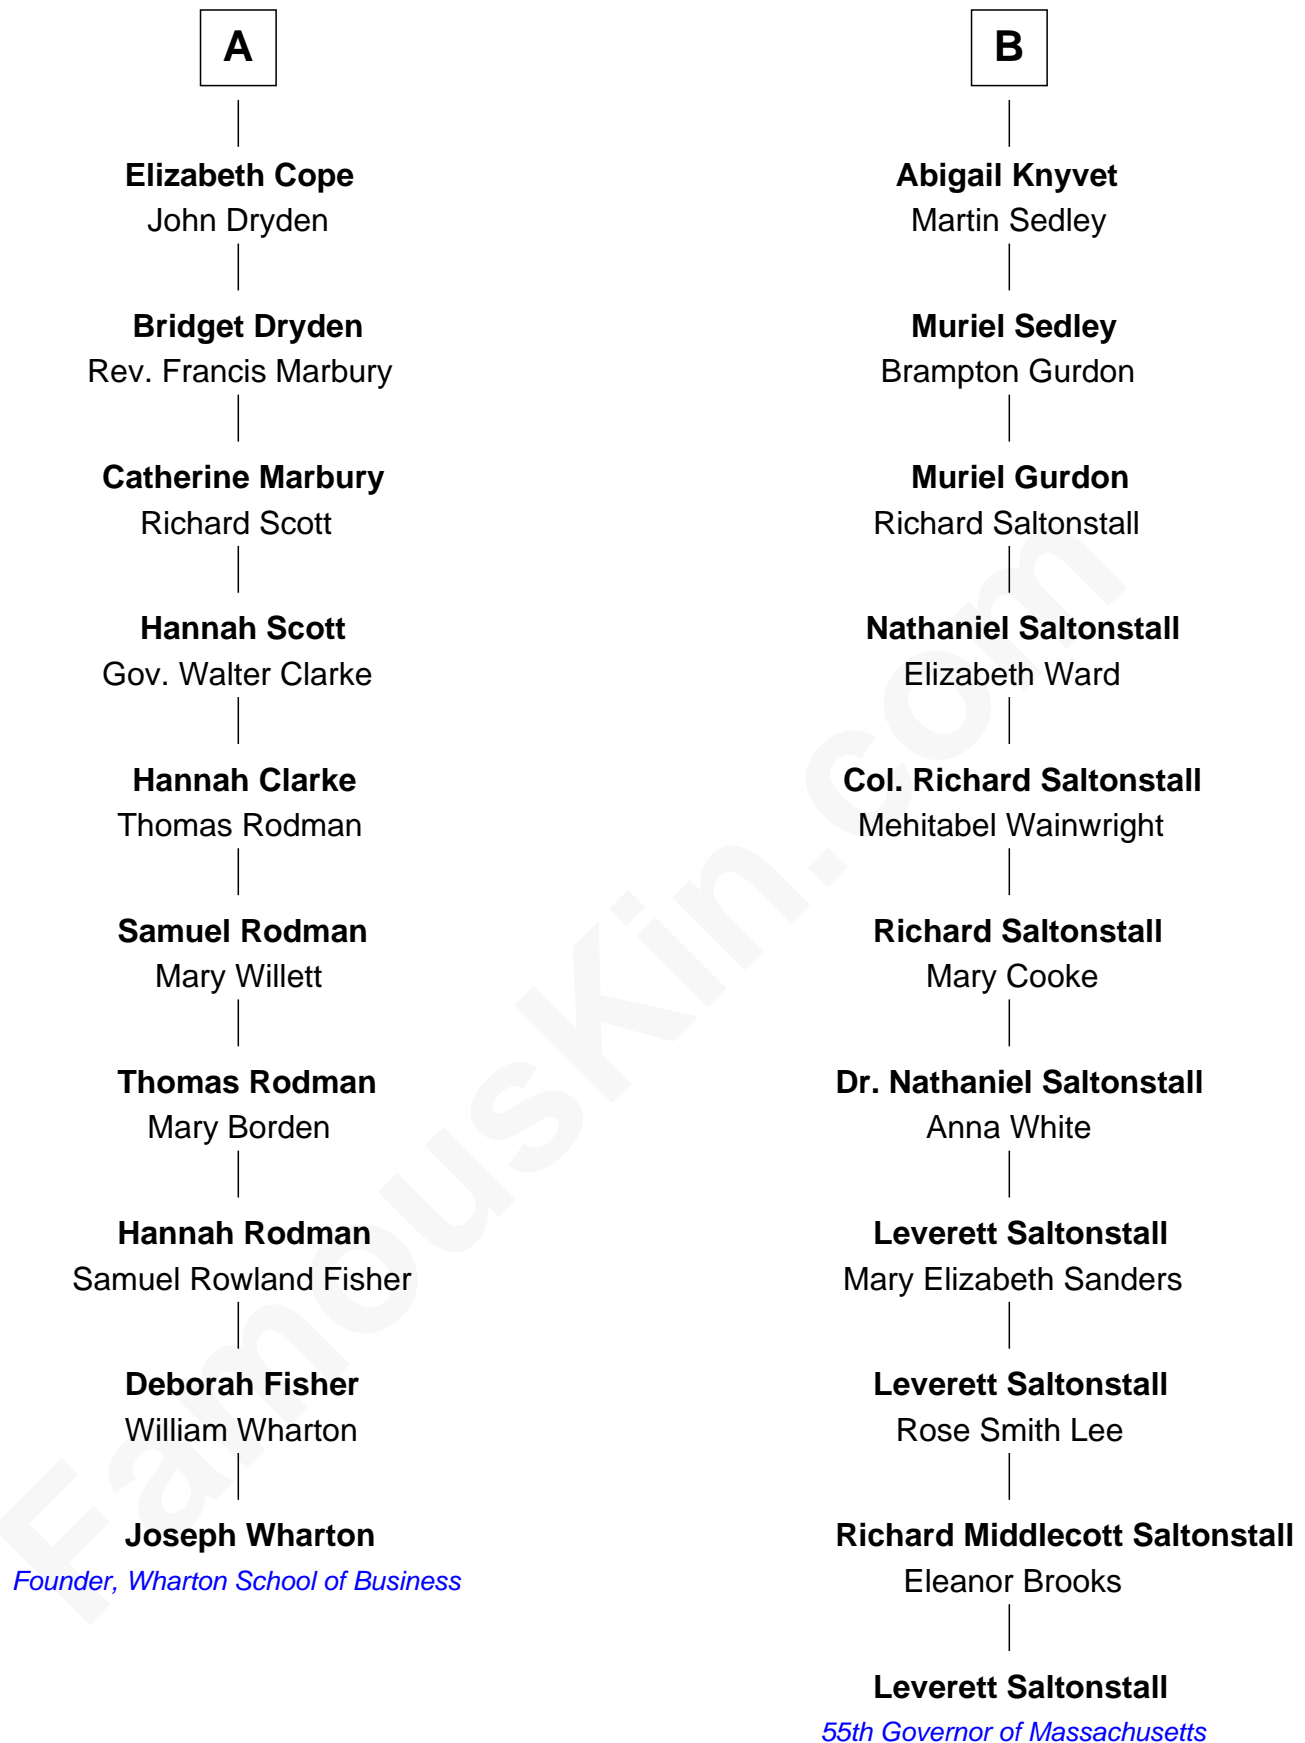 A
Elizabeth Cope
John Dryden
Bridget Dryden
Rev. Francis Marbury
Catherine Marbury
Richard Scott
Hannah Scott
Gov. Walter Clarke
Hannah Clarke
Thomas Rodman
Samuel Rodman
Mary Willett
Thomas Rodman
Mary Borden
Hannah Rodman
Samuel Rowland Fisher
Deborah Fisher
William Wharton
Joseph Wharton
Founder, Wharton School of Business
B
Abigail Knyvet
Martin Sedley
Muriel Sedley
Brampton Gurdon
Muriel Gurdon
Richard Saltonstall
Nathaniel Saltonstall
Elizabeth Ward
Col. Richard Saltonstall
Mehitabel Wainwright
Richard Saltonstall
Mary Cooke
Dr. Nathaniel Saltonstall
Anna White
Leverett Saltonstall
Mary Elizabeth Sanders
Leverett Saltonstall
Rose Smith Lee
Richard Middlecott Saltonstall
Eleanor Brooks
Leverett Saltonstall
55th Governor of Massachusetts
FamousKin.com